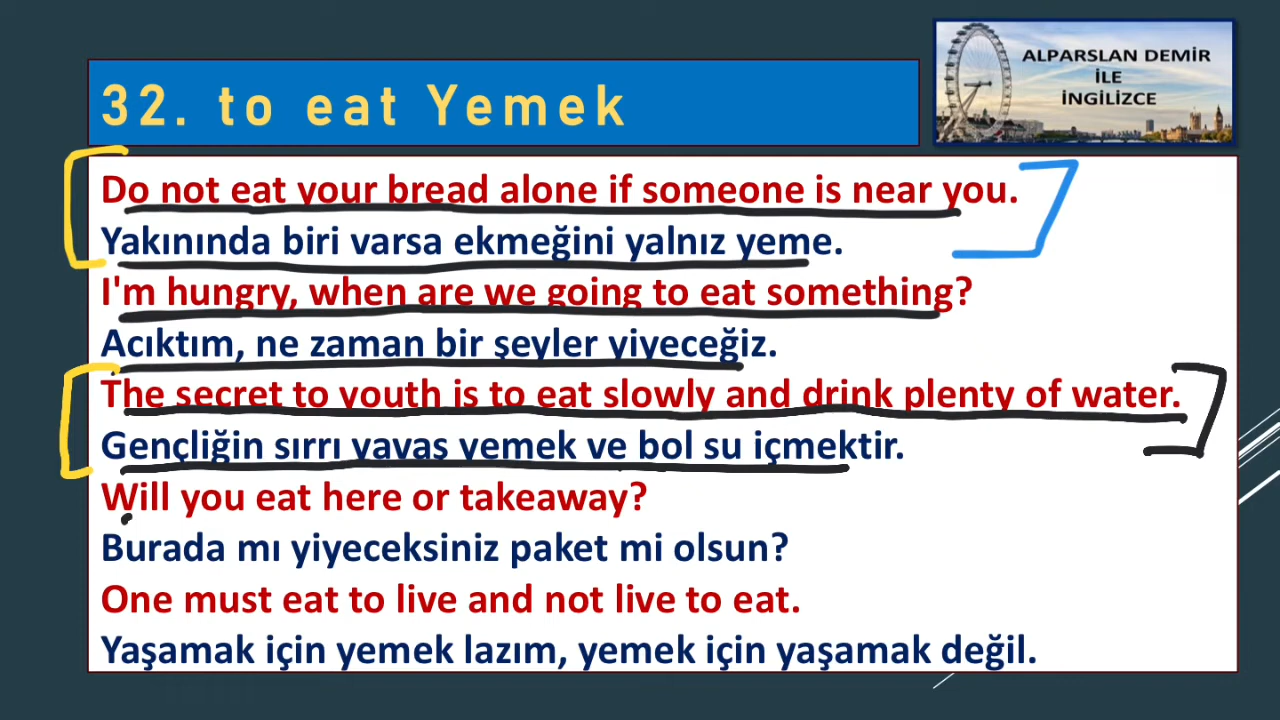 32. to eat Yemek
ALPARSLAN DEMİR
İLE
İNGİLİZCE
Do not eat your bread alone if someone is near you.
Yakınında biri varsa ekmeğini yalnız yeme.
I'm hungry, when are we going to eat something?
Acıktım, ne zaman bir şeyler yiyeceğiz.
The secret to youth is to eat slowly and drink plenty of water.
Gençliğin sırrı yavaş yemek ve bol su içmektir.
Will you eat here or takeaway?
Burada mı yiyeceksiniz paket mi olsun?
One must eat to live and not live to eat.
Yaşamak için yemek lazım, yemek için yaşamak değil.